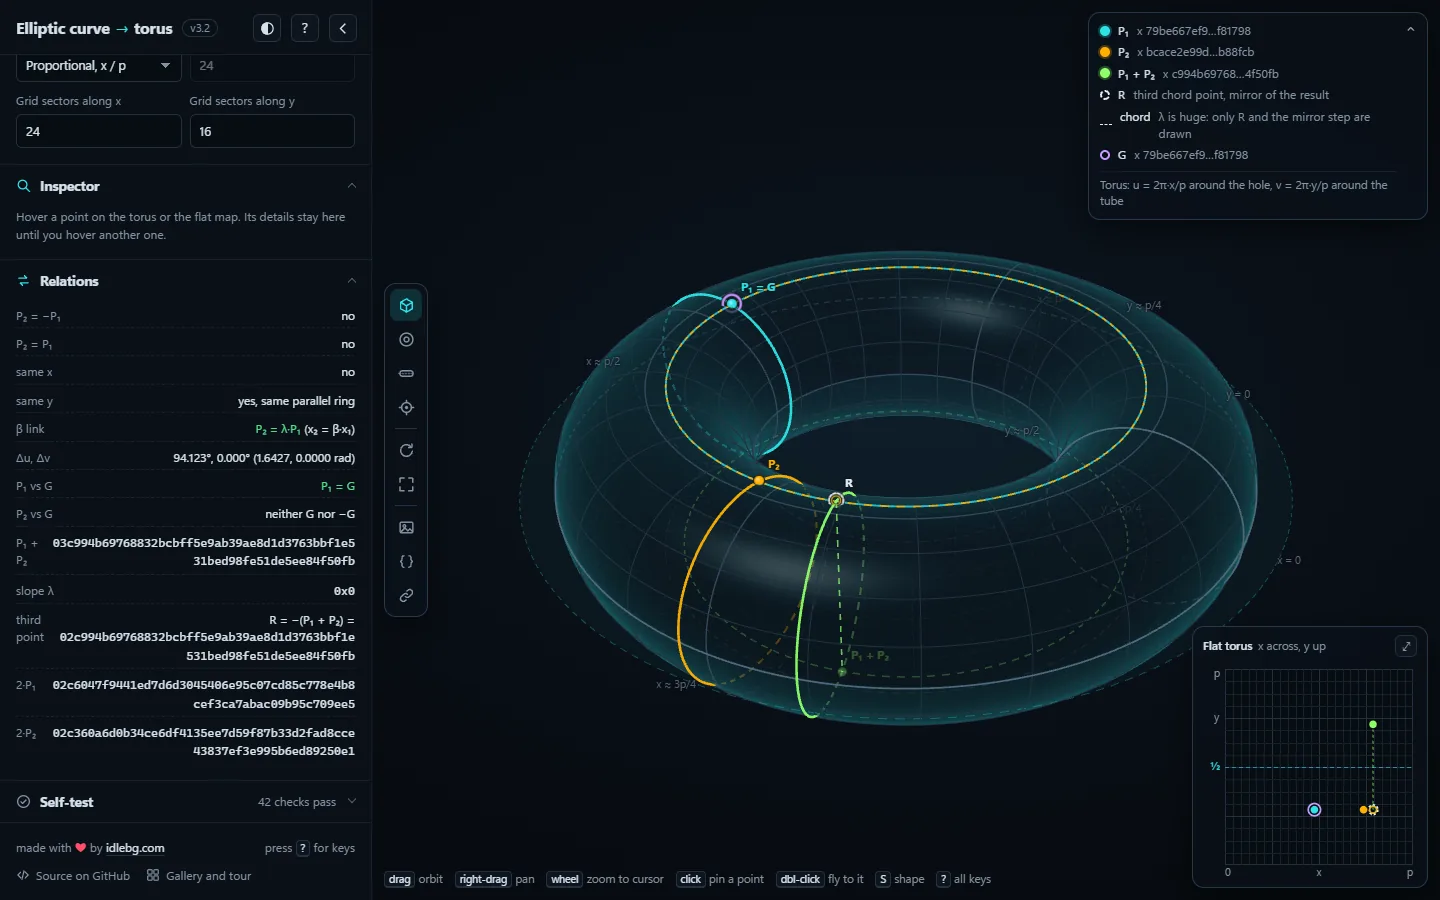 Elliptic curve → torus v3.2
?
Proportional, x / p
24
Grid sectors along x
Grid sectors along y
24
16
Inspector
Hover a point on the torus or the flat map. Its details stay here
until you hover another one.
Relations
P₂ = −P₁ no
P₂ = P₁ no
same x no
same y yes, same parallel ring
β link P₂ = λ·P₁ (x₂ = β·x₁)
Δu, Δv 94.123°, 0.000° (1.6427, 0.0000 rad)
P₁ vs G P₁ = G
P₂ vs G neither G nor −G
P₁ + 03c994b69768832bcbff5e9ab39ae8d1d3763bbf1e5
P₂ 31bed98fe51de5ee84f50fb
slope λ 0x0
third R = −(P₁ + P₂) =
point 02c994b69768832bcbff5e9ab39ae8d1d3763bbf1e
531bed98fe51de5ee84f50fb
2·P₁ 02c6047f9441ed7d6d3045406e95c07cd85c778e4b8
cef3ca7abac09b95c709ee5
2·P₂ 02c360a6d0b34ce6df4135ee7d59f87b33d2fad8cce
43837ef3e995b6ed89250e1
Self-test 42 checks pass
made with ❤ by idlebg.com press ? for keys
Source on GitHub Gallery and tour
P₁ x 79be667ef9…f81798
P₂ x bcace2e99d…b88fcb
P₁ + P₂ x c994b69768…4f50fb
R third chord point, mirror of the result
chord λ is huge: only R and the mirror step are
drawn
G x 79be667ef9…f81798
Torus: u = 2π·x/p around the hole, v = 2π·y/p around the
tube
P₁ = G
y ≈ p/4
x ≈ p/2
y = 0
y ≈ p/2
P₂
R
x = 0
P₁ + P₂
x ≈ 3p/4
Flat torus x across, y up
p
y
½
0 x p
drag orbit right-drag pan wheel zoom to cursor click pin a point dbl-click fly to it S shape ? all keys